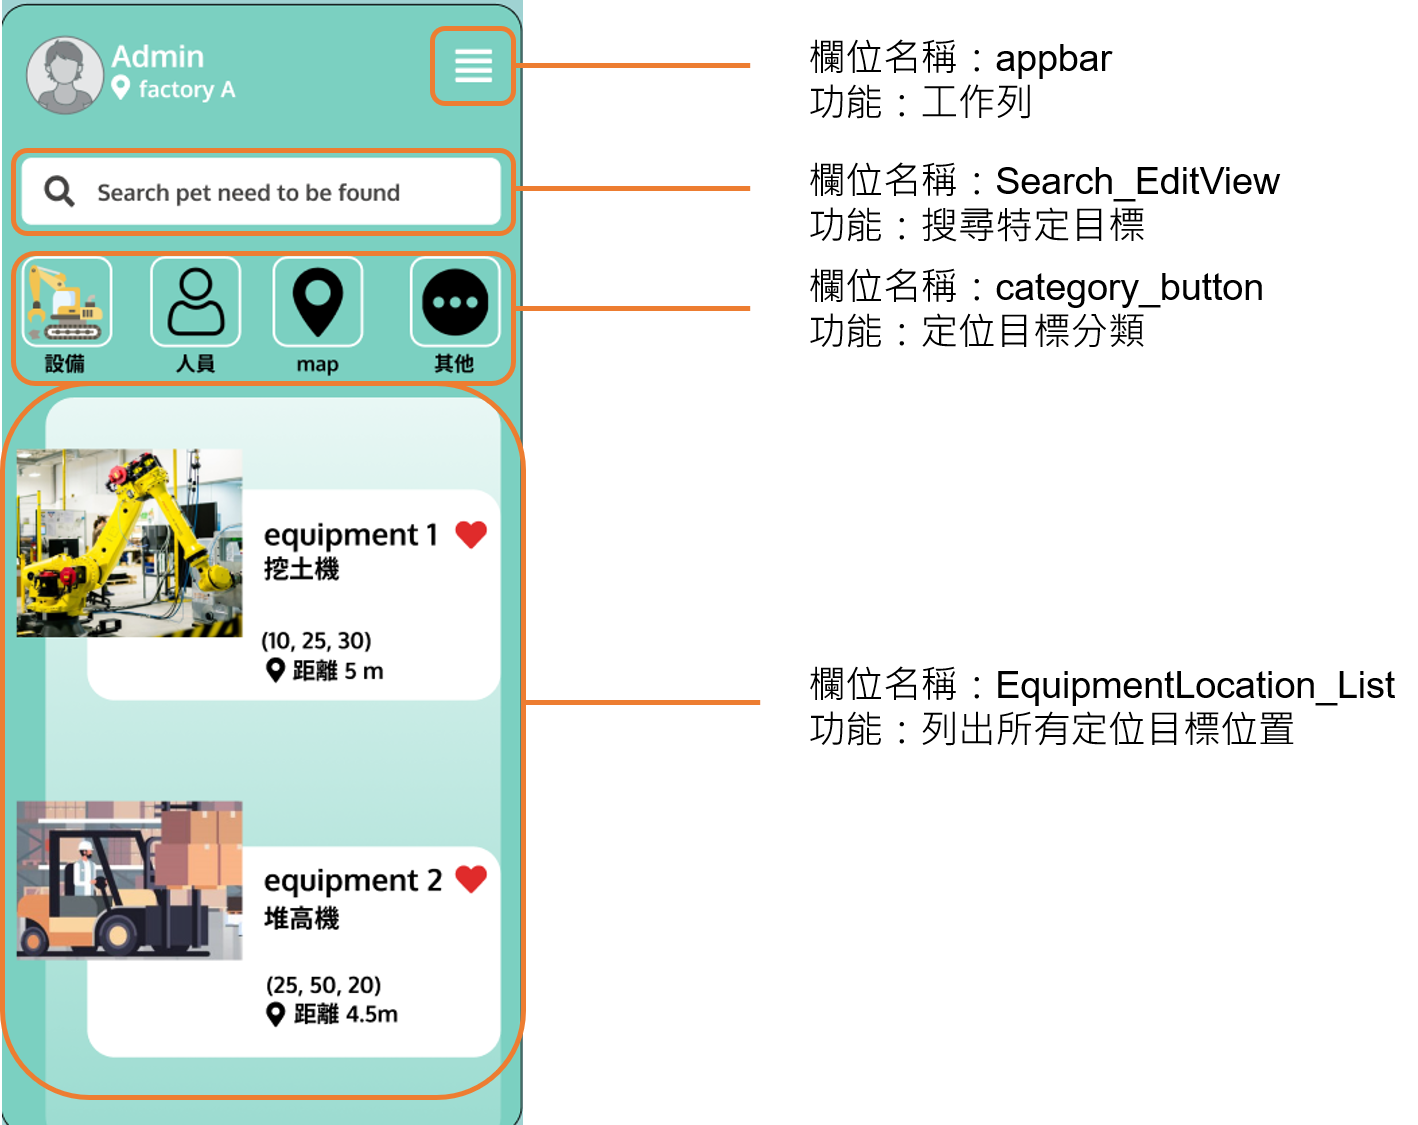 Admin
factory A
欄位名稱：appbar
功能：工作列
Search pet need to be found
欄位名稱：Search_EditView
功能：搜尋特定目標
設備
人員
map
其他
欄位名稱：category_button
功能：定位目標分類
equipment 1
挖土機
(10, 25, 30)
距離 5 m
equipment 2
堆高機
(25, 50, 20)
距離 4.5m
欄位名稱：EquipmentLocation_List
功能：列出所有定位目標位置